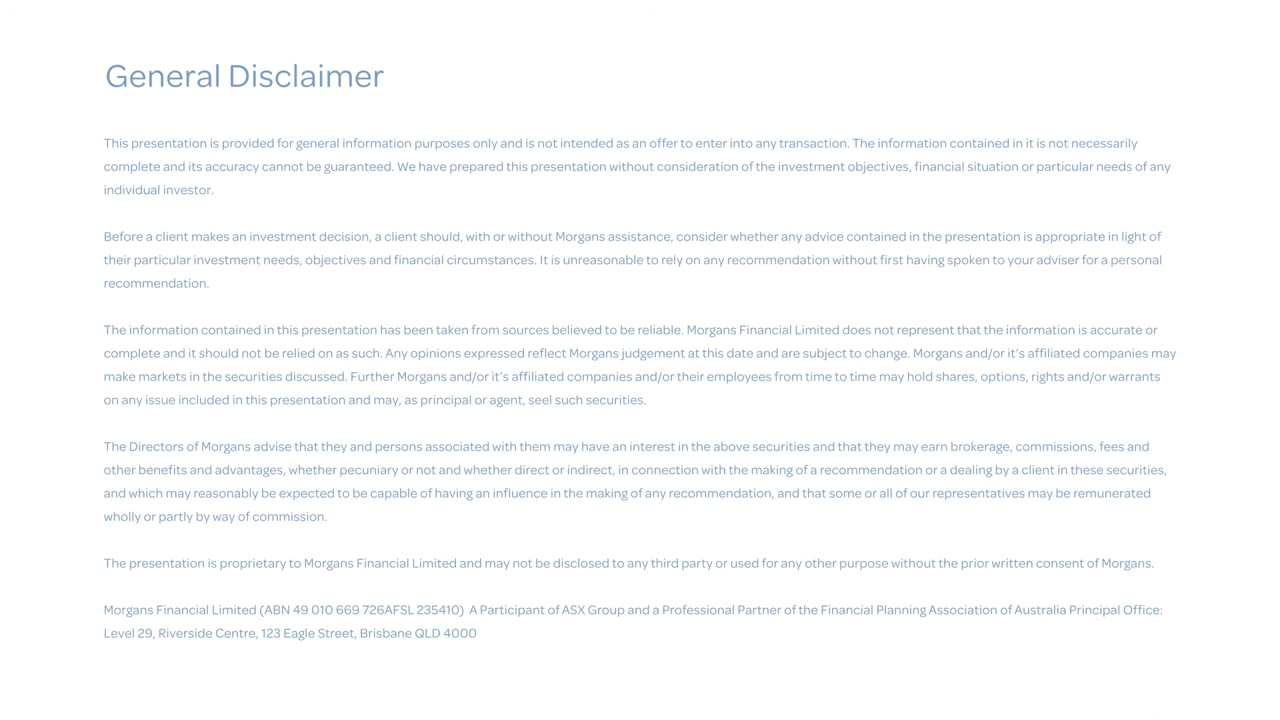 General Disclaimer
This presentation is provided for general information purposes only and is not intended as an offer to enter into any transaction. The information contained in it is not necessarily
complete and its accuracy cannot be guaranteed. We have prepared this presentation without consideration of the investment objectives, financial situation or particular needs of any
individual investor.
Before a client makes an investment decision, a client should, with or without Morgans assistance, consider whether any advice contained in the presentation is appropriate in light of
their particular investment needs, objectives and financial circumstances. It is unreasonable to rely on any recommendation without first having spoken to your adviser for a personal
recommendation.
The information contained in this presentation has been taken from sources believed to be reliable. Morgans Financial Limited does not represent that the information is accurate or
complete and it should not be relied on as such. Any opinions expressed reflect Morgans judgement at this date and are subject to change. Morgans and/or it's affiliated companies may
make markets in the securities discussed. Further Morgans and/or it's affiliated companies and/or their employees from time to time may hold shares, options, rights and/or warrants
on any issue included in this presentation and may, as principal or agent, seel such securities.
The Directors of Morgans advise that they and persons associated with them may have an interest in the above securities and that they may earn brokerage, commissions, fees and
other benefits and advantages, whether pecuniary or not and whether direct or indirect, in connection with the making of a recommendation or a dealing by a client in these securities,
and which may reasonably be expected to be capable of having an influence in the making of any recommendation, and that some or all of our representatives may be remunerated
wholly or partly by way of commission.
The presentation is proprietary to Morgans Financial Limited and may not be disclosed to any third party or used for any other purpose without the prior written consent of Morgans.
Morgans Financial Limited (ABN 49 010 669 726AFSL 235410)  A Participant of ASX Group and a Professional Partner of the Financial Planning Association of Australia Principal Office:
Level 29, Riverside Centre, 123 Eagle Street, Brisbane QLD 4000